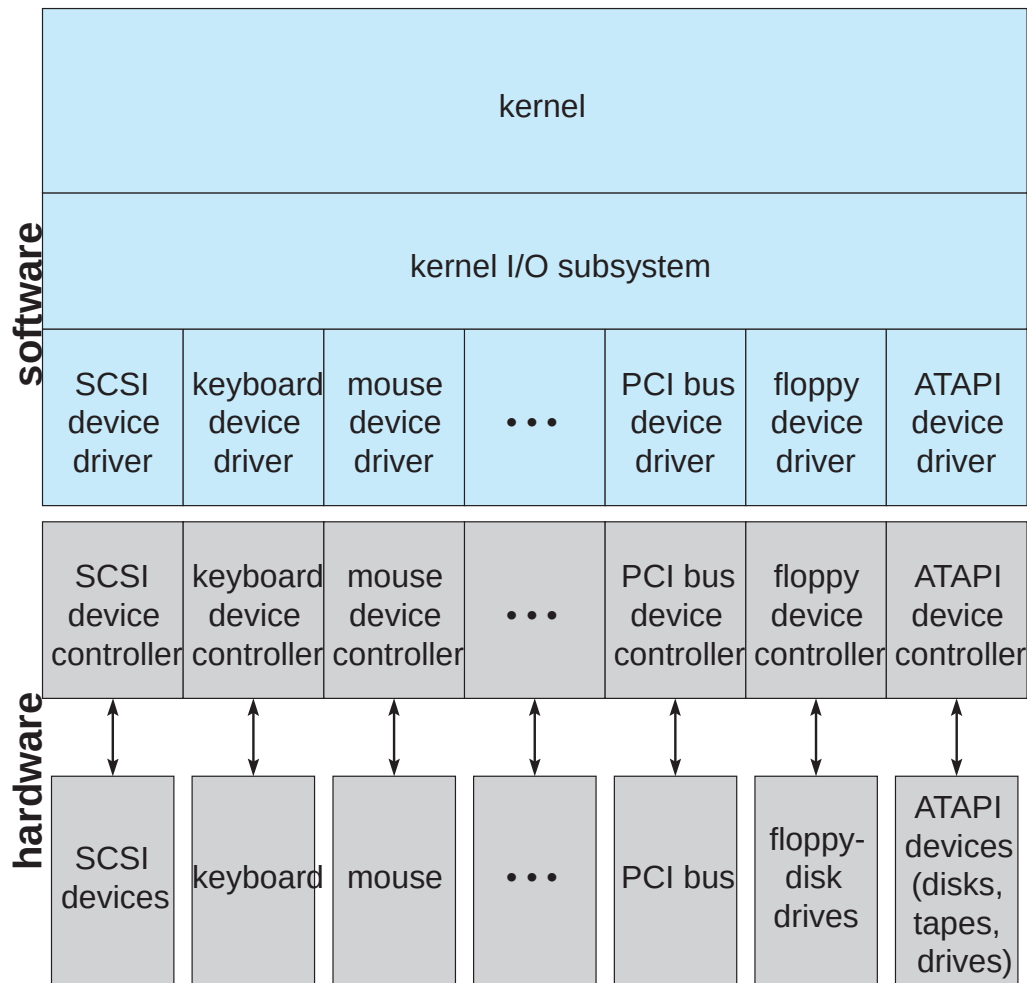 software
kernel
kernel I/O subsystem
SCSI
device
driver
keyboard
device
driver
mouse
device
driver
•••
PCI bus
device
driver
floppy
device
driver
ATAPI
device
driver
hardware
SCSI
device
controller
keyboard
device
controller
mouse
device
controller
•••
PCI bus
device
controller
floppy
device
controller
ATAPI
device
controller
SCSI
devices
keyboard
mouse
•••
PCI bus
floppy-
disk
drives
ATAPI
devices
(disks,
tapes,
drives)